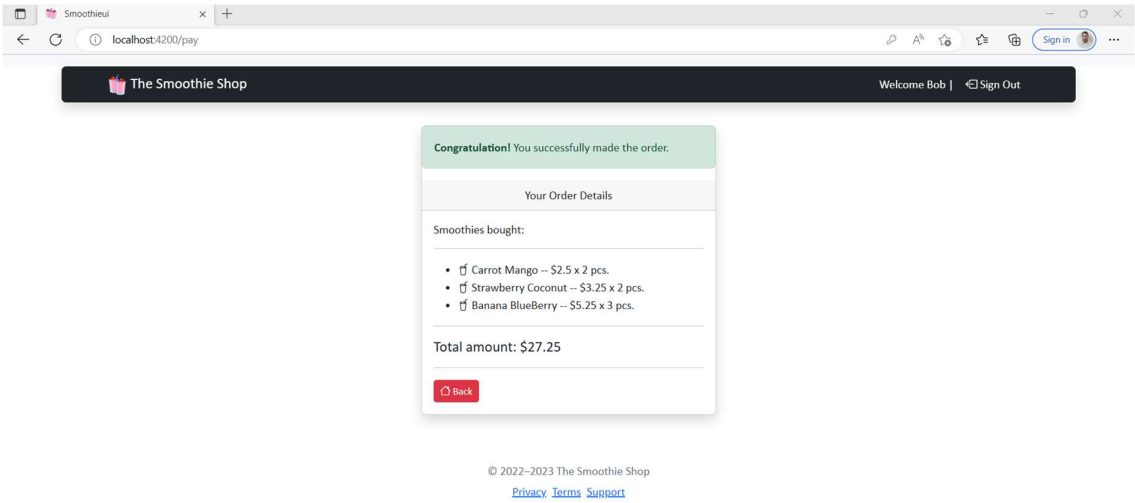 Smoothieui
localhost:4200/pay
Sign in
The Smoothie Shop
Welcome Bob | Sign Out
Congratulation! You successfully made the order.
Your Order Details
Smoothies bought:
• Carrot Mango -- $2.5 x 2 pcs.
• Strawberry Coconut -- $3.25 x 2 pcs.
• Banana BlueBerry -- $5.25 x 3 pcs.
Total amount: $27.25
Back
© 2022–2023 The Smoothie Shop
Privacy Terms Support